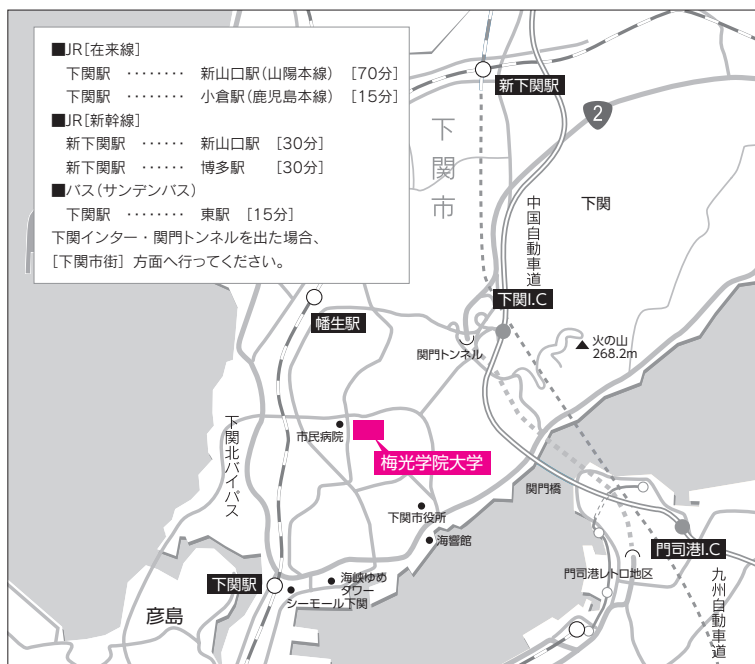 ■JR[在来線]
下関駅 ‥‥‥‥ 新山口駅(山陽本線) [70分]
下関駅 ‥‥‥‥ 小倉駅(鹿児島本線) [15分]
■JR[新幹線]
新下関駅 ‥‥‥ 新山口駅 [30分]
新下関駅 ‥‥‥ 博多駅 [30分]
■バス(サンデンバス)
下関駅 ‥‥‥‥ 東駅 [15分]
下関インター・関門トンネルを出た場合、
[下関市街] 方面へ行ってください。
新下関駅
2
下関市
下関
中国自動車道
下関I.C
幡生駅
関門トンネル
火の山
268.2m
下関北バイパス
市民病院
梅光学院大学
関門橋
下関市役所
海響館
門司港I.C
下関駅
海峡ゆめ
タワー
シーモール下関
門司港レトロ地区
九州自動車道
彦島